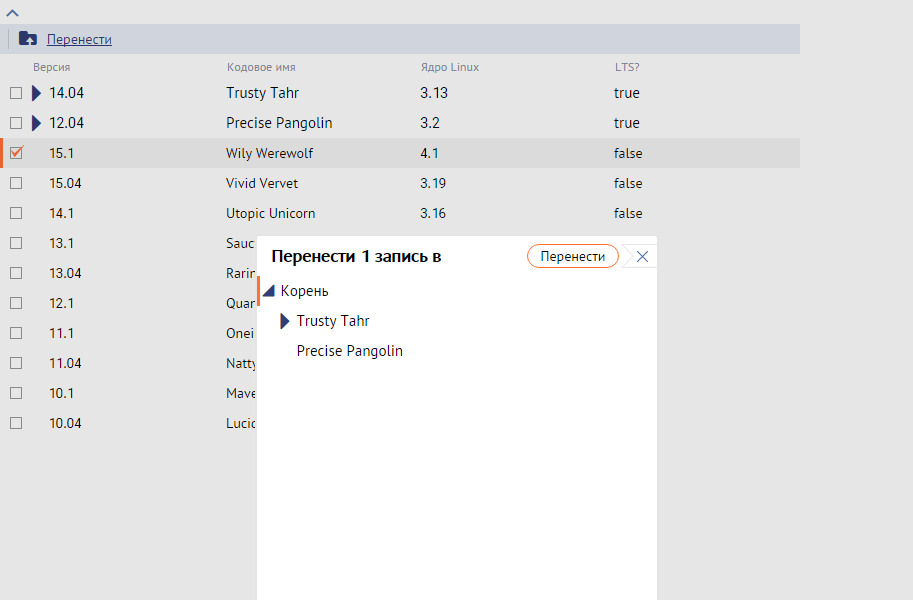 Перенести
Версия Кодовое имя Ядро Linux LTS?
14.04 Trusty Tahr 3.13 true
12.04 Precise Pangolin 3.2 true
15.1 Wily Werewolf 4.1 false
15.04 Vivid Vervet 3.19 false
14.1 Utopic Unicorn 3.16 false
13.1 Sauc
13.04 Rarin
12.1 Quan
11.1 Onei
11.04 Natty
10.1 Mave
10.04 Lucid
Перенести 1 запись в Перенести
Корень
Trusty Tahr
Precise Pangolin